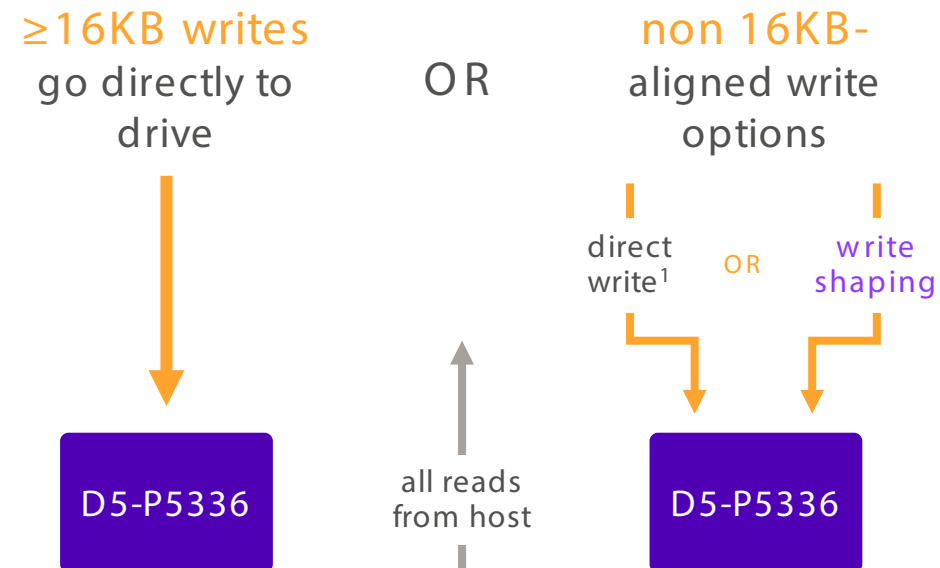 ≥16KB writes
go directly to
drive
OR
non 16KB-
aligned write
options
direct
write¹
OR
write
shaping
D5-P5336
all reads
from host
D5-P5336